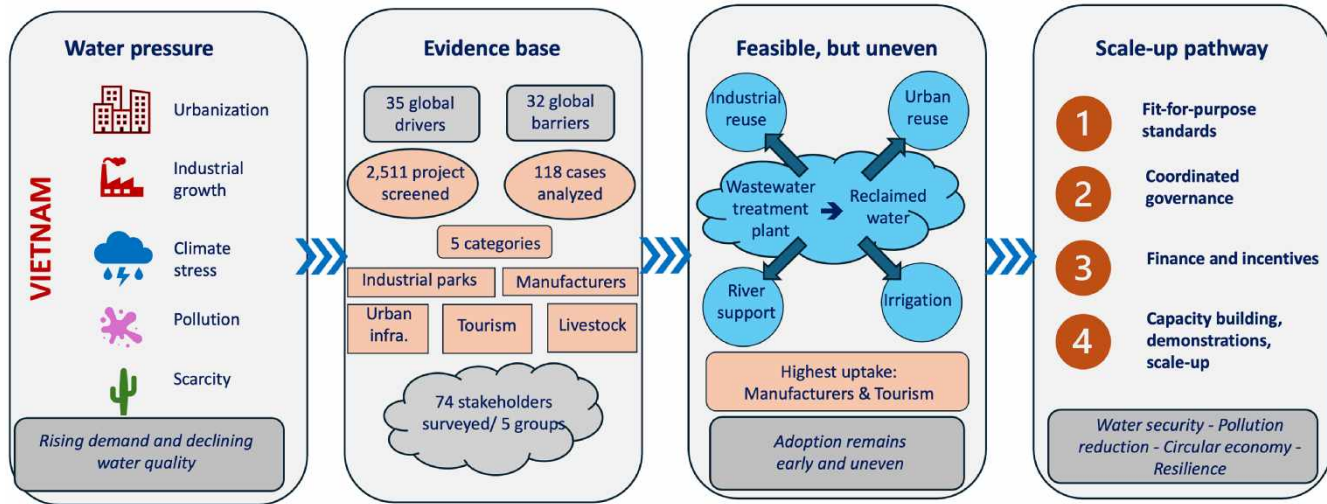 Water pressure
VIETNAM
Urbanization
Industrial
growth
Climate
stress
Pollution
Scarcity
Rising demand and declining
water quality
Evidence base
35 global
drivers
32 global
barriers
2,511 project
screened
118 cases
analyzed
5 categories
Industrial parks
Manufacturers
Urban
infra.
Tourism
Livestock
74 stakeholders
surveyed/ 5 groups
Feasible, but uneven
Industrial
reuse
Urban
reuse
Wastewater
treatment
plant
Reclaimed
water
River
support
Irrigation
Highest uptake:
Manufacturers & Tourism
Adoption remains
early and uneven
Scale-up pathway
1
Fit-for-purpose
standards
2
Coordinated
governance
3
Finance and incentives
4
Capacity building,
demonstrations,
scale-up
Water security - Pollution
reduction - Circular economy -
Resilience